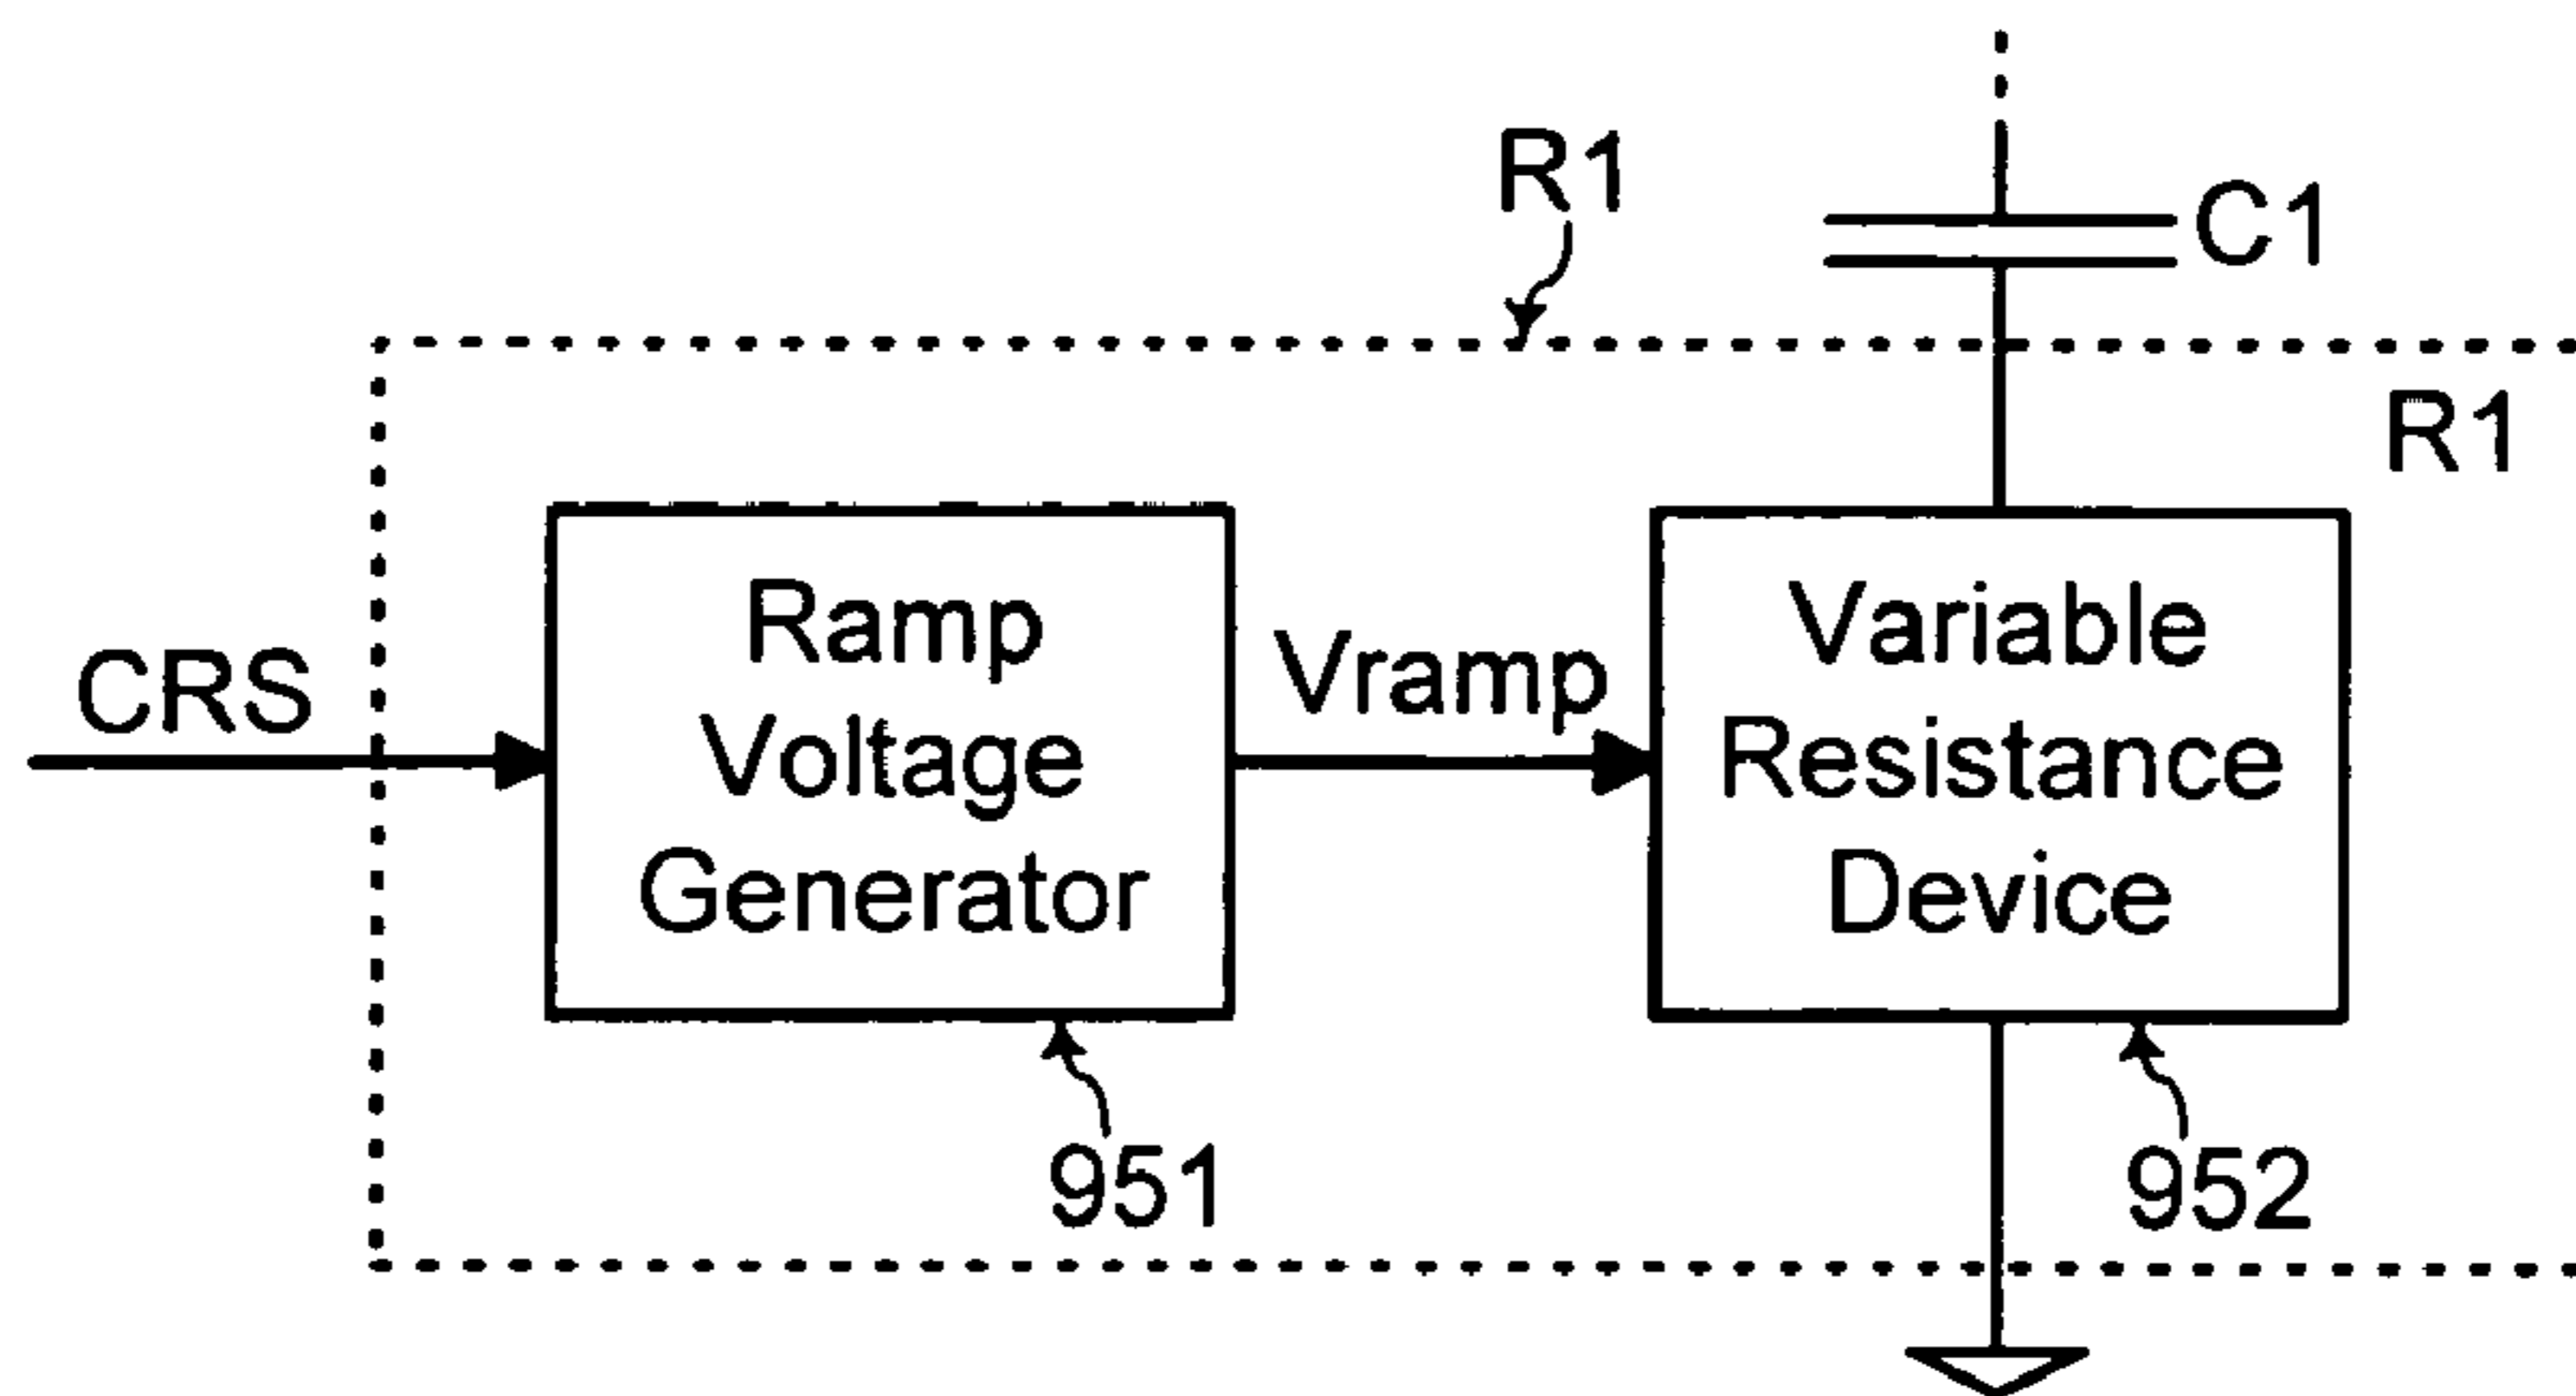 R1
C1
R1
Ramp
Voltage
Generator
CRS
Vramp
Variable
Resistance
Device
951
952